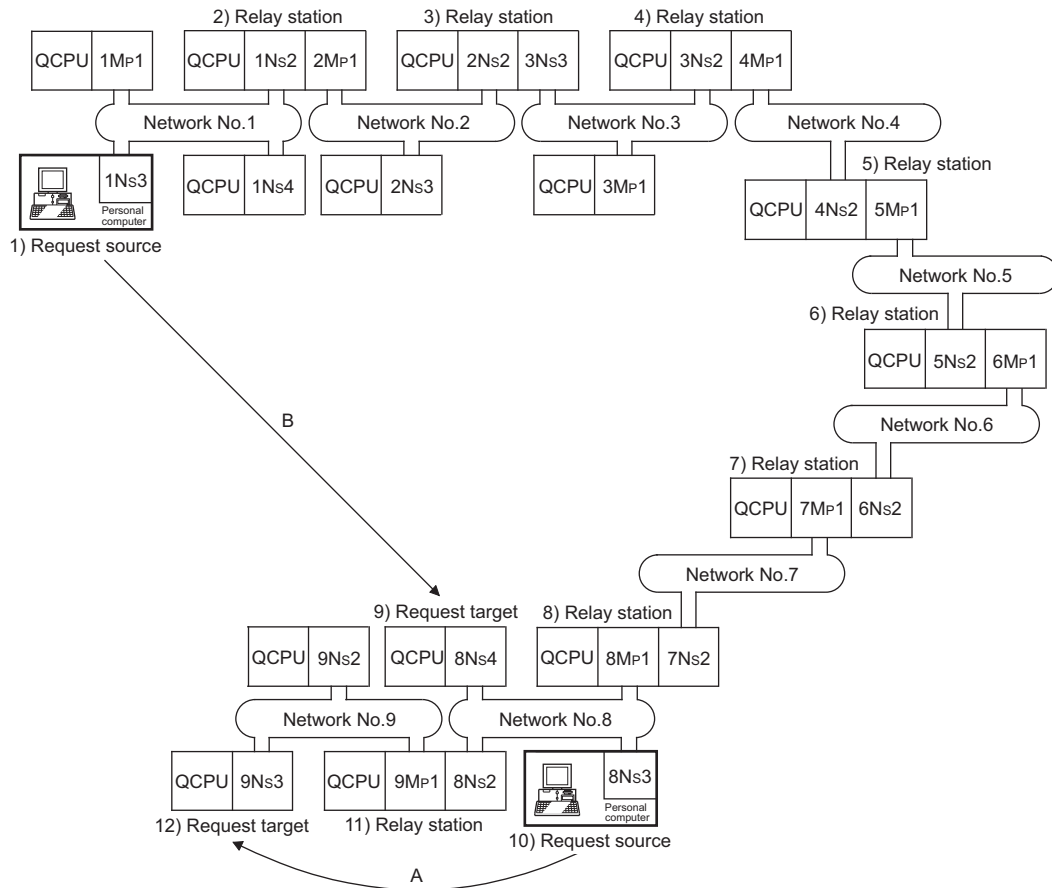 2) Relay station
3) Relay station
4) Relay station
QCPU 1MP1
QCPU 1NS2 2MP1
QCPU 2NS2 3NS3
QCPU 3NS2 4MP1
Network No.1
Network No.2
Network No.3
Network No.4
1NS3
Personal
computer
QCPU 1NS4
QCPU 2NS3
QCPU 3MP1
5) Relay station
QCPU 4NS2 5MP1
1) Request source
Network No.5
6) Relay station
QCPU 5NS2 6MP1
B
Network No.6
7) Relay station
QCPU 7MP1 6NS2
Network No.7
9) Request target
8) Relay station
QCPU 9NS2
QCPU 8NS4
QCPU 8MP1 7NS2
Network No.9
Network No.8
QCPU 9NS3
QCPU 9MP1 8NS2
8NS3
Personal
computer
12) Request target
11) Relay station
10) Request source
A